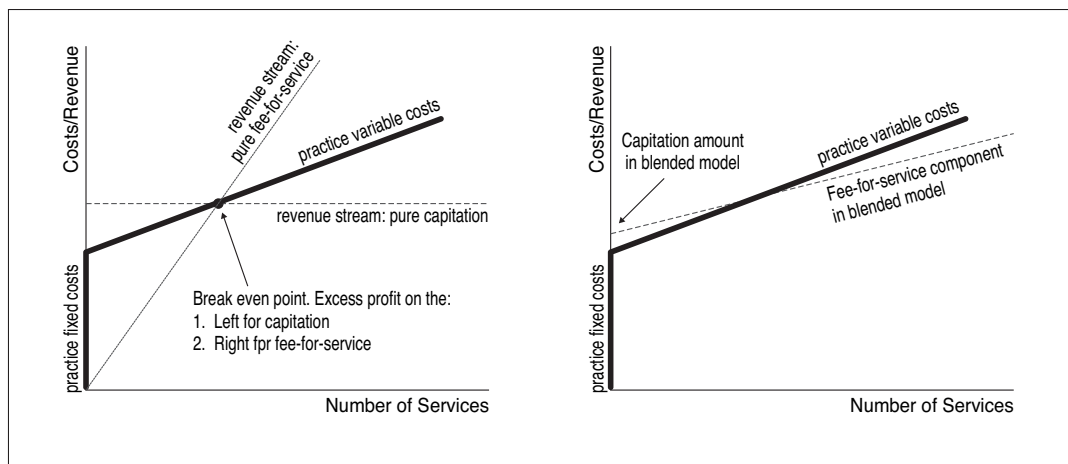 Costs/Revenue
practice fixed costs
revenue stream:
pure fee-for-service
practice variable costs
revenue stream: pure capitation
Break even point. Excess profit on the:
1. Left for capitation
2. Right fpr fee-for-service
Number of Services
Costs/Revenue
practice fixed costs
Capitation amount
in blended model
practice variable costs
Fee-for-service component
in blended model
Number of Services